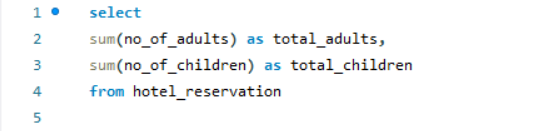 1 select
2 sum(no_of_adults) as total_adults,
3 sum(no_of_children) as total_children
4 from hotel_reservation
5